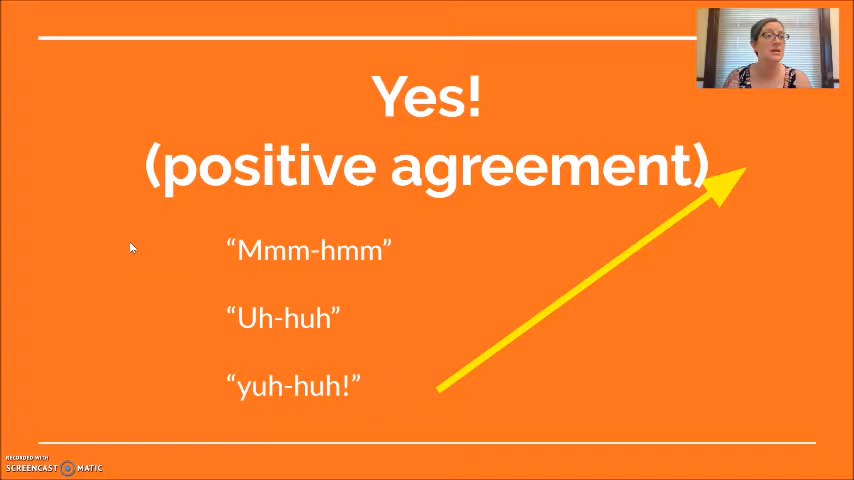 Yes!
(positive agreement)
“Mmm-hmm”
“Uh-huh”
“yuh-huh!”
RECORDED WITH
SCREENCAST MATIC